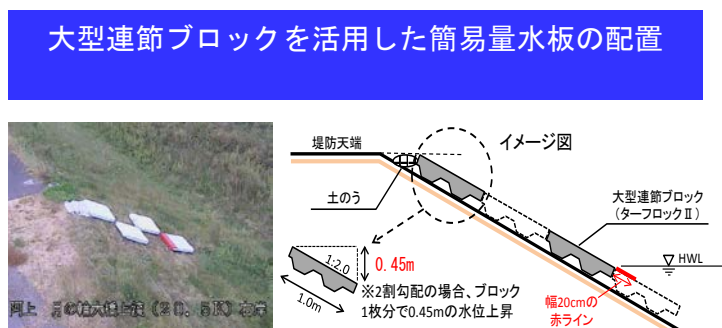 大型連節ブロックを活用した簡易量水板の配置
イメージ図
堤防天端
土のう
大型連節ブロック
(ターフロックⅡ)
HWL
1:2.0
0.45m
1.0m
※2割勾配の場合、ブロック
1枚分で0.45mの水位上昇
幅20cmの
赤ライン